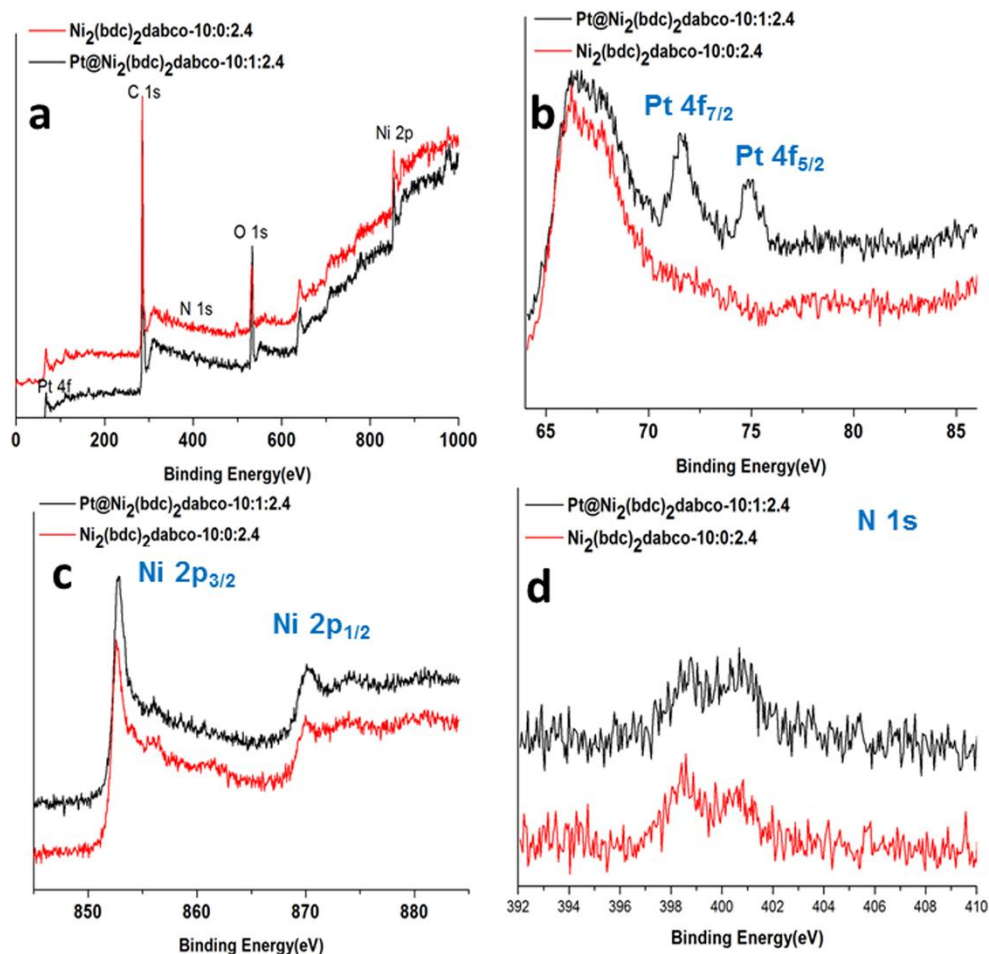 Ni₂(bdc)₂dabco-10:0:2.4
Pt@Ni₂(bdc)₂dabco-10:1:2.4
a
C 1s
N 1s
O 1s
Ni 2p
Pt 4f
0 200 400 600 800 1000
Binding Energy(eV)
Pt@Ni₂(bdc)₂dabco-10:1:2.4
Ni₂(bdc)₂dabco-10:0:2.4
b
Pt 4f₇/₂
Pt 4f₅/₂
65 70 75 80 85
Binding Energy(eV)
Pt@Ni₂(bdc)₂dabco-10:1:2.4
Ni₂(bdc)₂dabco-10:0:2.4
c
Ni 2p₃/₂
Ni 2p₁/₂
850 860 870 880
Binding Energy(eV)
Pt@Ni₂(bdc)₂dabco-10:1:2.4
Ni₂(bdc)₂dabco-10:0:2.4
N 1s
d
392 394 396 398 400 402 404 406 408 410
Binding Energy(eV)